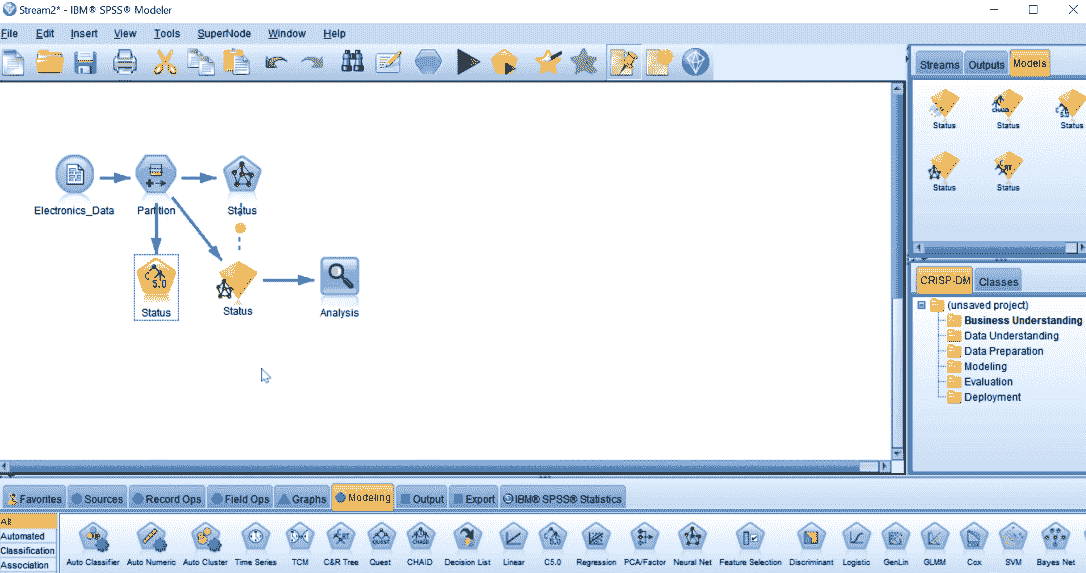 Stream2* - IBM® SPSS® Modeler
File Edit Insert View Tools SuperNode Window Help
Streams Outputs Models
Status Status Status
Status Status
Electronics_Data Partition Status
5.0
Status Status Analysis
CRISP-DM Classes
(unsaved project)
Business Understanding
Data Understanding
Data Preparation
Modeling
Evaluation
Deployment
Favorites Sources Record Ops Field Ops Graphs Modeling Output Export IBM® SPSS® Statistics
All
Automated
Classification
Association
Auto Classifier Auto Numeric Auto Cluster Time Series TCM C&R Tree Quest CHAID Decision List Linear C5.0 Regression PCA/Factor Neural Net Feature Selection Discriminant Logistic GenLin GLMM Cox SVM Bayes Net